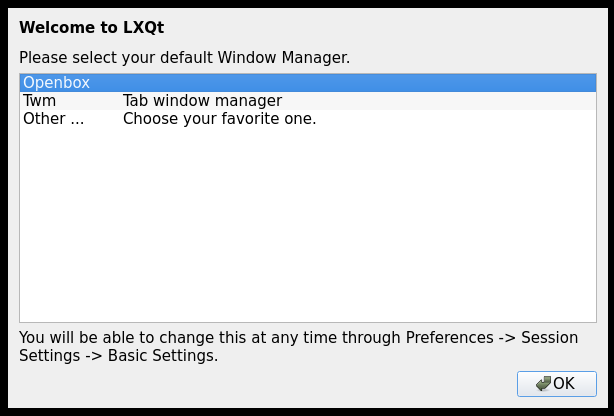 Welcome to LXQt
Please select your default Window Manager.
Openbox
Twm Tab window manager
Other ... Choose your favorite one.
You will be able to change this at any time through Preferences -> Session
Settings -> Basic Settings.
OK